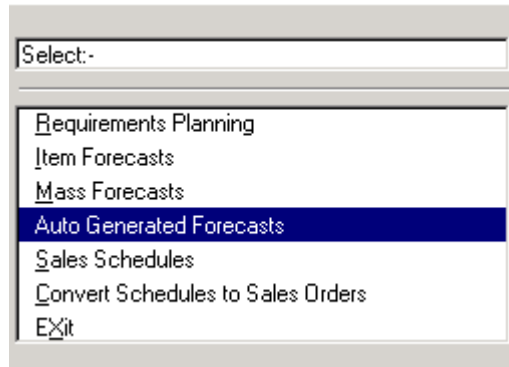 Select:-
Requirements Planning
Item Forecasts
Mass Forecasts
Auto Generated Forecasts
Sales Schedules
Convert Schedules to Sales Orders
EXit